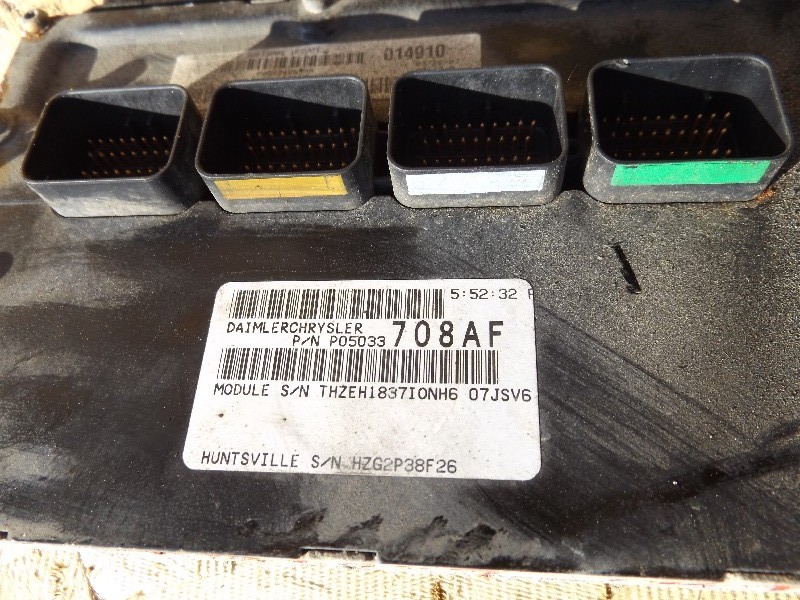 014910
5:52:32 P
DAIMLERCHRYSLER
P/N P05033 708AF
MODULE S/N THZEH1837IONH6 07JSV6
HUNTSVILLE S/N HZG2P38F26